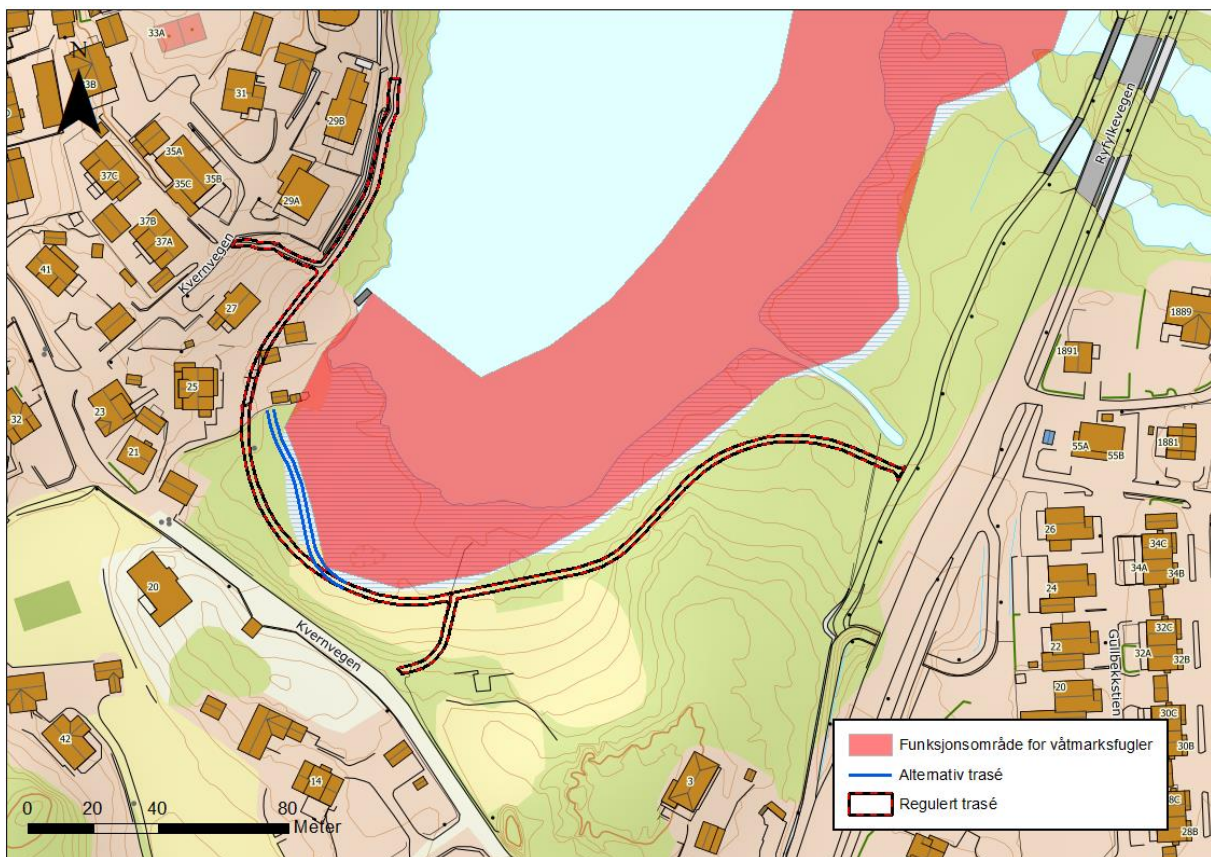 33A
N
3B
31
29B
35A
35C
35B
37C
29A
37B
37A
Kvernvegen
41
27
25
23
21
32
20
Kvernvegen
42
14
3
Ryfylkevegen
1889
1891
55A
55B
1881
26
34C
34A
34B
24
32C
22
32A
32B
Gullbekkstien
20
30C
30B
8C
28B
0 20 40 80
Meter
Funksjonsområde for våtmarksfugler
Alternativ trasé
Regulert trasé